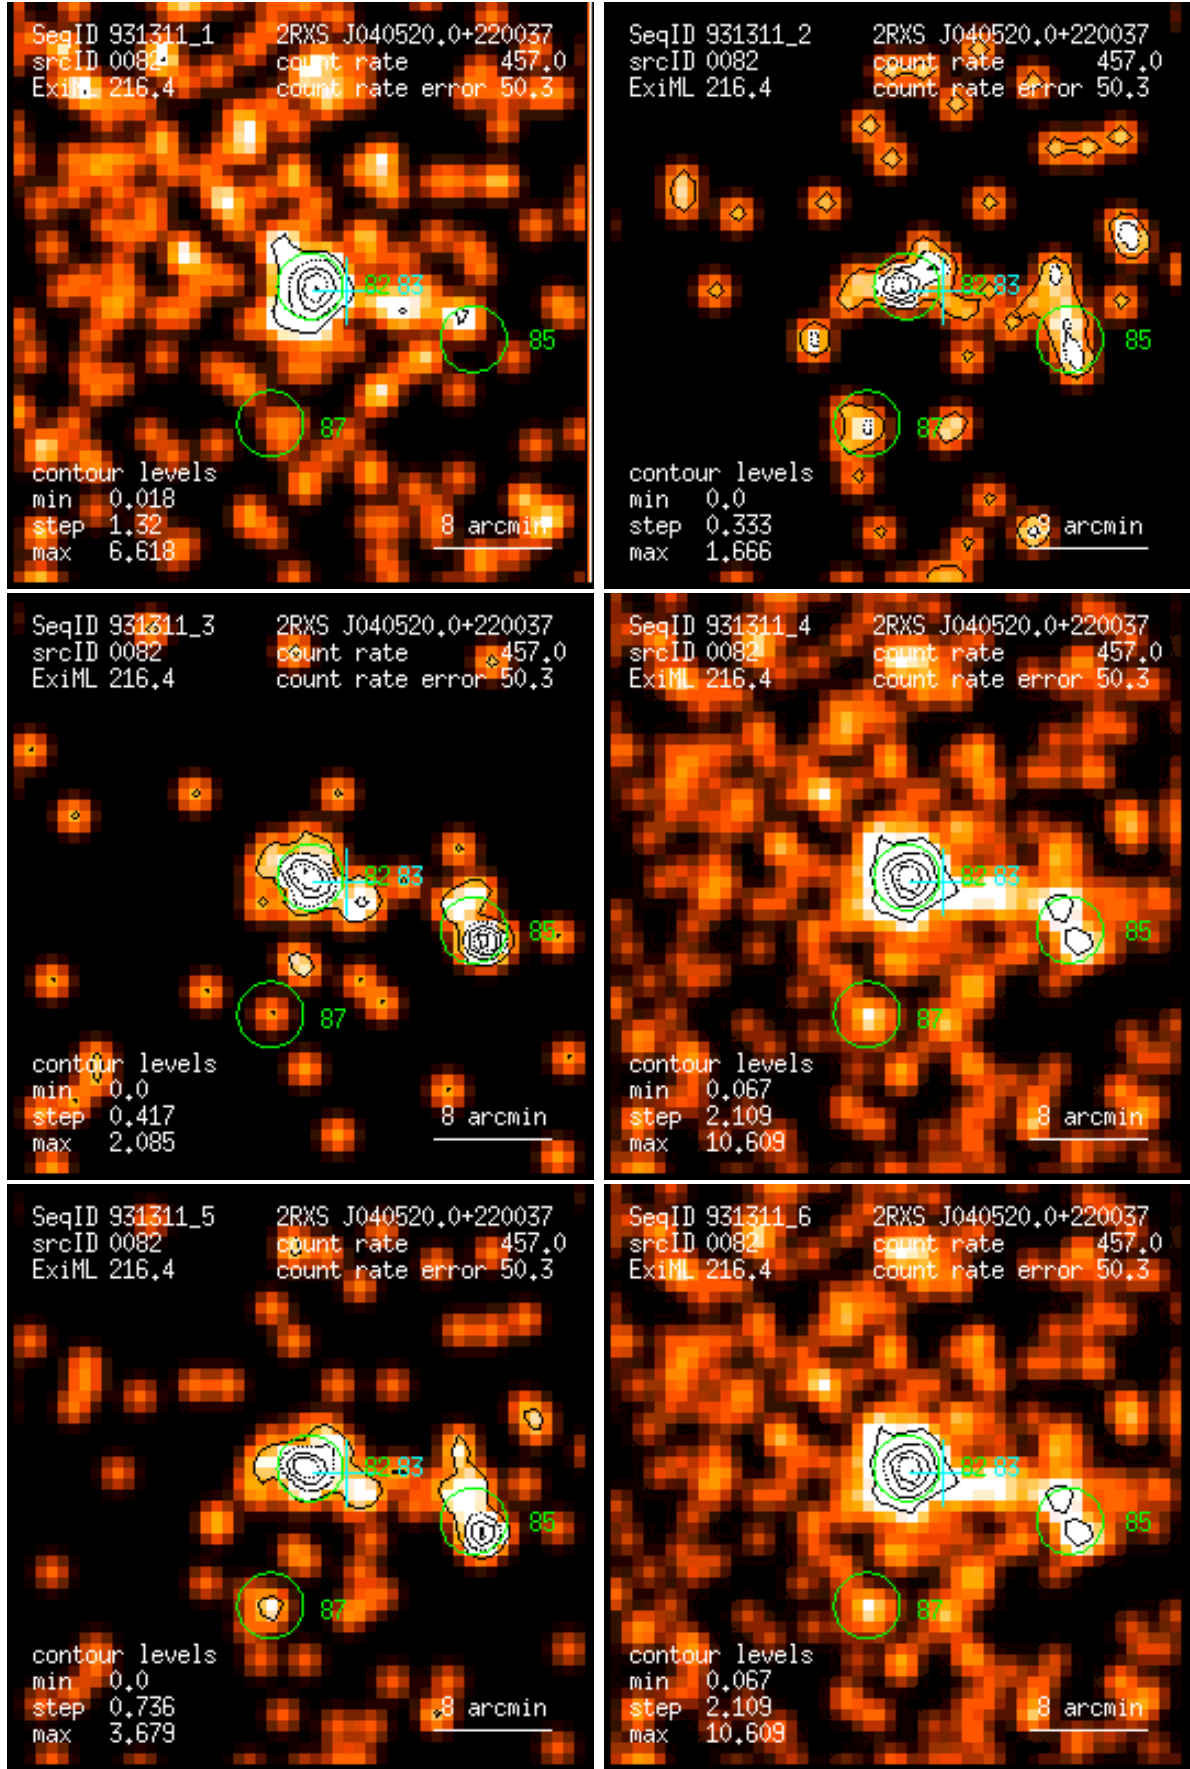 SeqID 931311_1 2RXS J040520.0+220037
srcID 0082 count rate 457.0
ExiML 216.4 count rate error 50.3
82 83
85
87
contour levels
min 0.018
step 1.32
max 6.618
8 arcmin
SeqID 931311_2 2RXS J040520.0+220037
srcID 0082 count rate 457.0
ExiML 216.4 count rate error 50.3
82 83
85
87
contour levels
min 0.0
step 0.333
max 1.666
8 arcmin
SeqID 931311_3 2RXS J040520.0+220037
srcID 0082 count rate 457.0
ExiML 216.4 count rate error 50.3
82 83
85
87
contour levels
min 0.0
step 0.417
max 2.085
8 arcmin
SeqID 931311_4 2RXS J040520.0+220037
srcID 0082 count rate 457.0
ExiML 216.4 count rate error 50.3
82 83
85
87
contour levels
min 0.067
step 2.109
max 10.609
8 arcmin
SeqID 931311_5 2RXS J040520.0+220037
srcID 0082 count rate 457.0
ExiML 216.4 count rate error 50.3
82 83
85
87
contour levels
min 0.0
step 0.736
max 3.679
8 arcmin
SeqID 931311_6 2RXS J040520.0+220037
srcID 0082 count rate 457.0
ExiML 216.4 count rate error 50.3
82 83
85
87
contour levels
min 0.067
step 2.109
max 10.609
8 arcmin